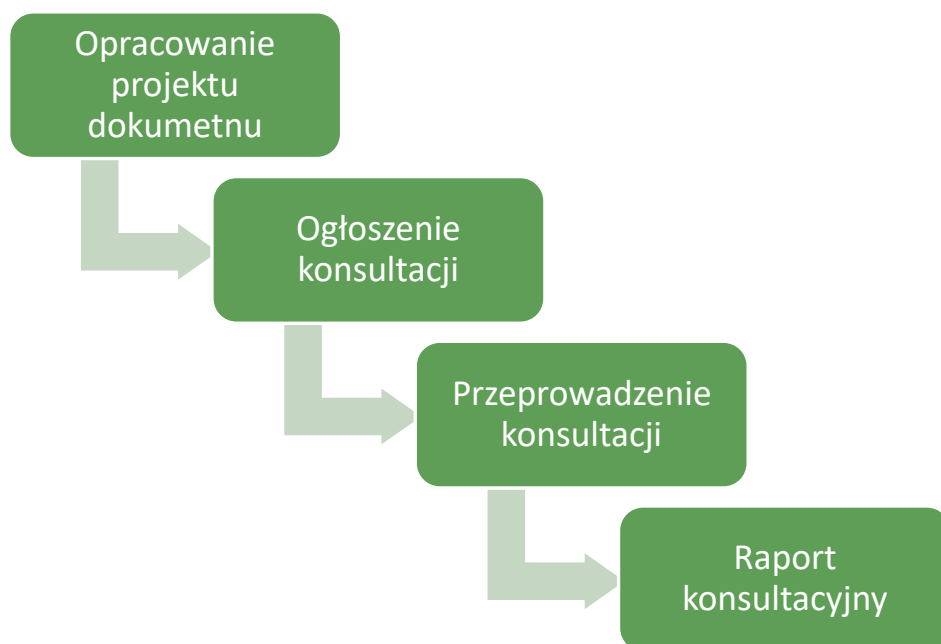 Opracowanie
projektu
dokumetnu
Ogłoszenie
konsultacji
Przeprowadzenie
konsultacji
Raport
konsultacyjny